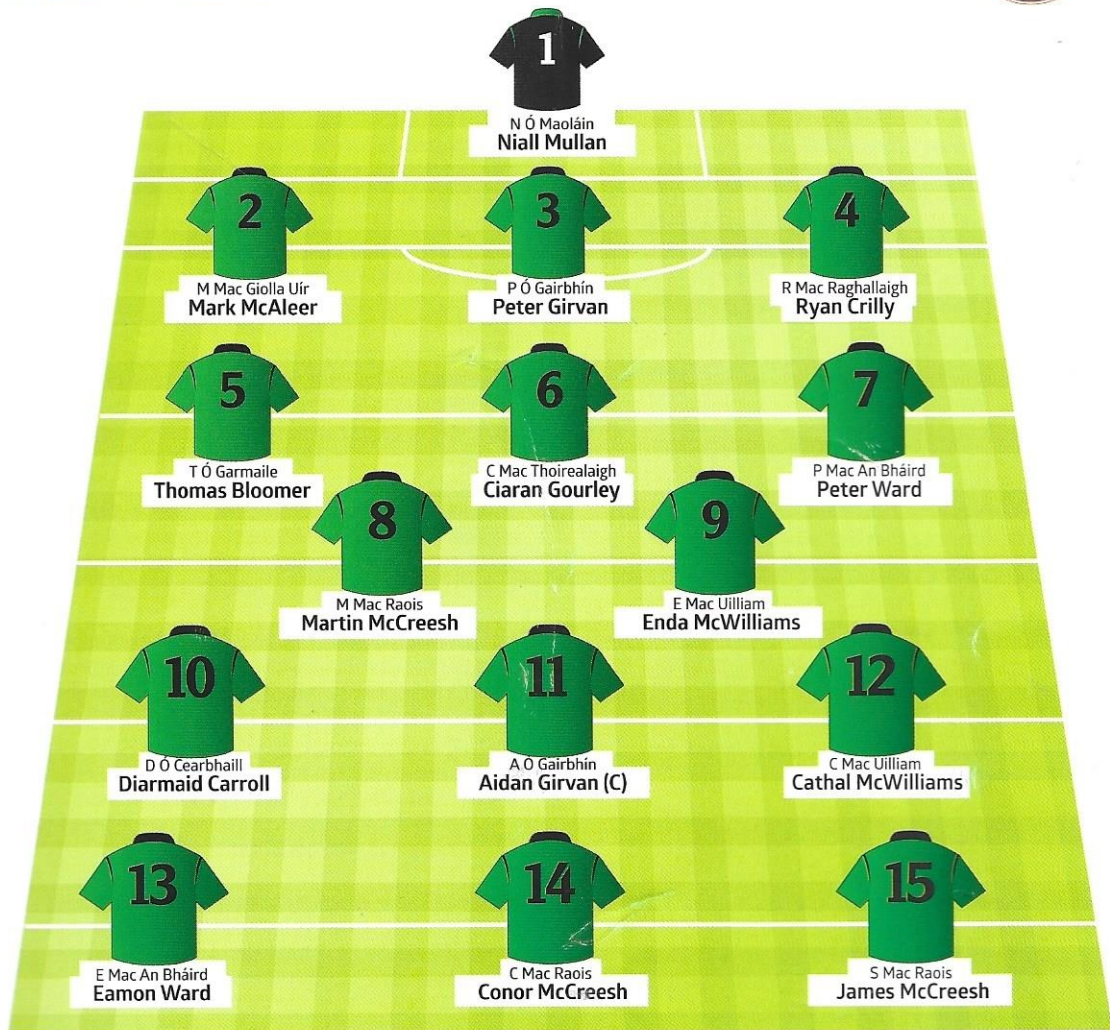 1
N Ó Maoláin
Niall Mullan
2
3
4
M Mac Giolla Uír
Mark McAleer
P Ó Gairbhín
Peter Girvan
R Mac Raghallaigh
Ryan Crilly
5
6
7
T Ó Garmaile
Thomas Bloomer
C Mac Thoirealaigh
Ciaran Gourley
P Mac An Bháird
Peter Ward
8
9
M Mac Raois
Martin McCreesh
E Mac Uilliam
Enda McWilliams
10
11
12
D Ó Cearbhaill
Diarmaid Carroll
A Ó Gairbhín
Aidan Girvan (C)
C Mac Uilliam
Cathal McWilliams
13
14
15
E Mac An Bháird
Eamon Ward
C Mac Raois
Conor McCreesh
S Mac Raois
James McCreesh